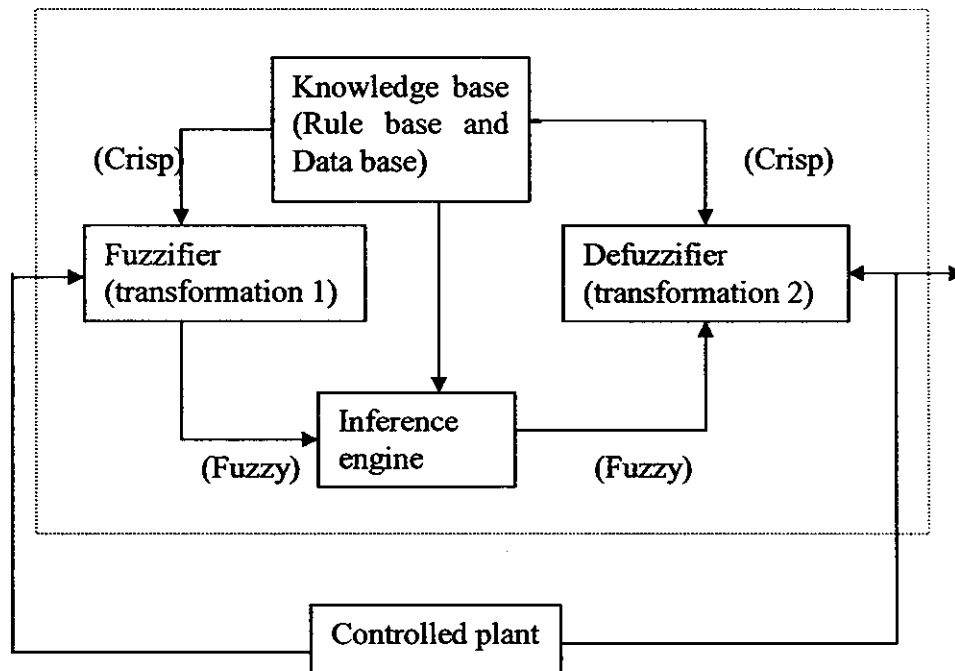 Knowledge base
(Rule base and
Data base)
(Crisp)
(Crisp)
Fuzzifier
(transformation 1)
Defuzzifier
(transformation 2)
Inference
engine
(Fuzzy)
(Fuzzy)
Controlled plant